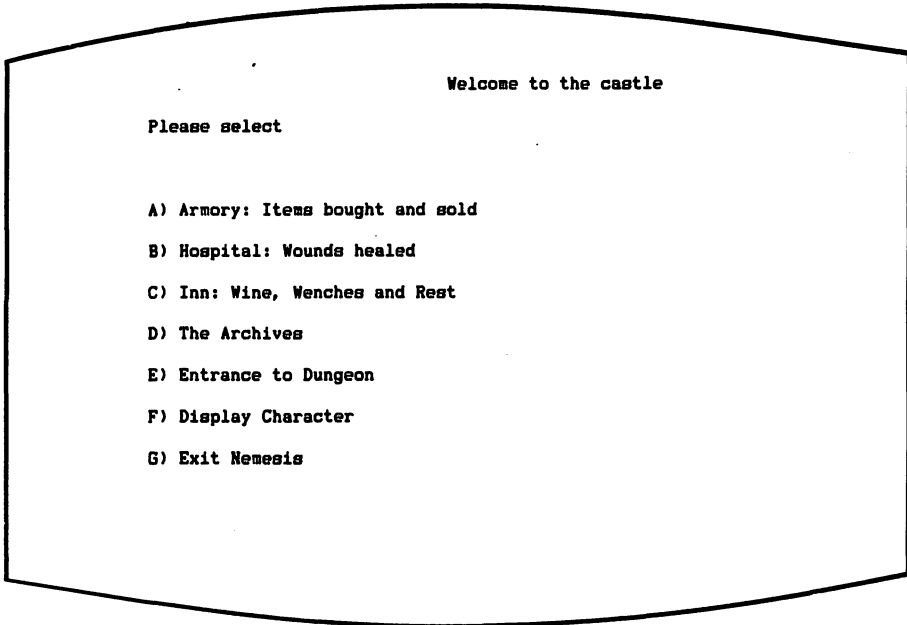 Welcome to the castle
Please select
A) Armory: Items bought and sold
B) Hospital: Wounds healed
C) Inn: Wine, Wenches and Rest
D) The Archives
E) Entrance to Dungeon
F) Display Character
G) Exit Nemesis